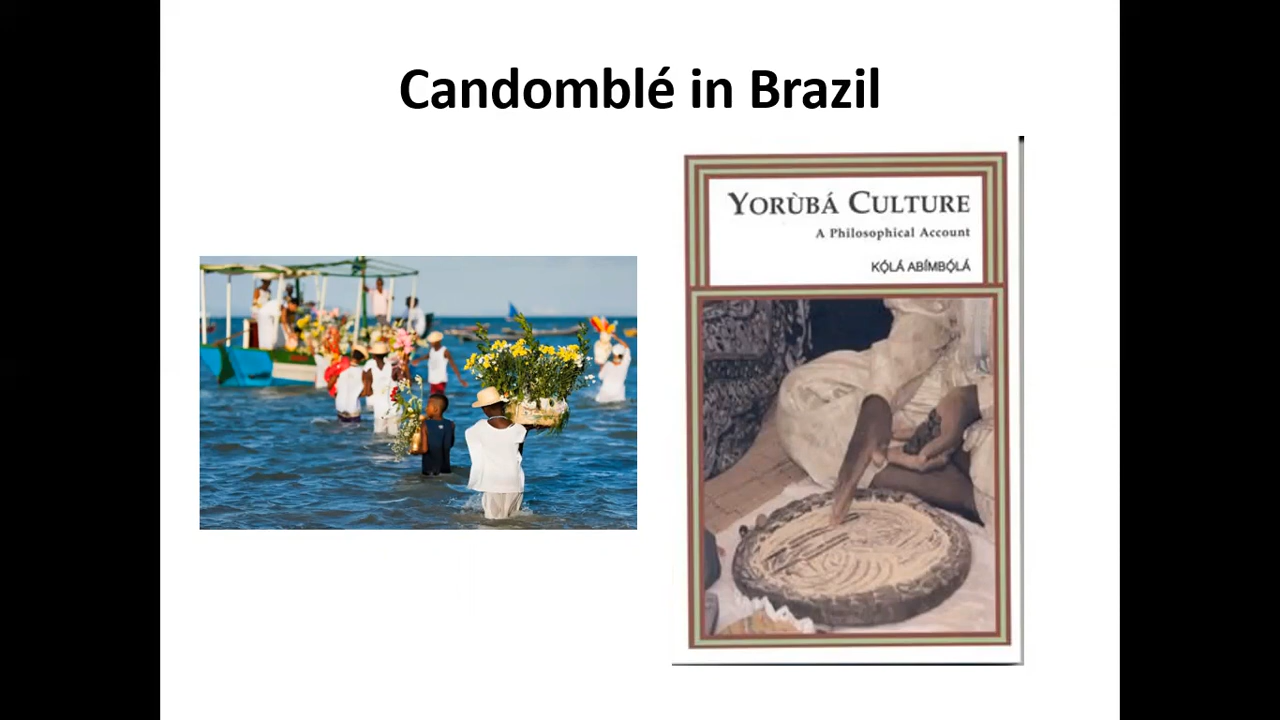 Candomblé in Brazil
YORÙBÁ CULTURE
A Philosophical Account
KỌ́LÁ ABÍMBỌ́LÁ